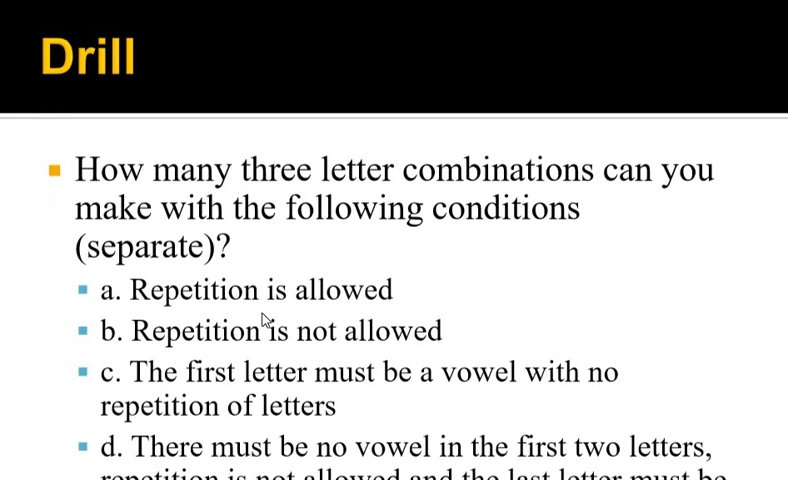 Drill
How many three letter combinations can you
make with the following conditions
(separate)?
a. Repetition is allowed
b. Repetition is not allowed
c. The first letter must be a vowel with no
repetition of letters
d. There must be no vowel in the first two letters,
repetition is not allowed and the last letter must be